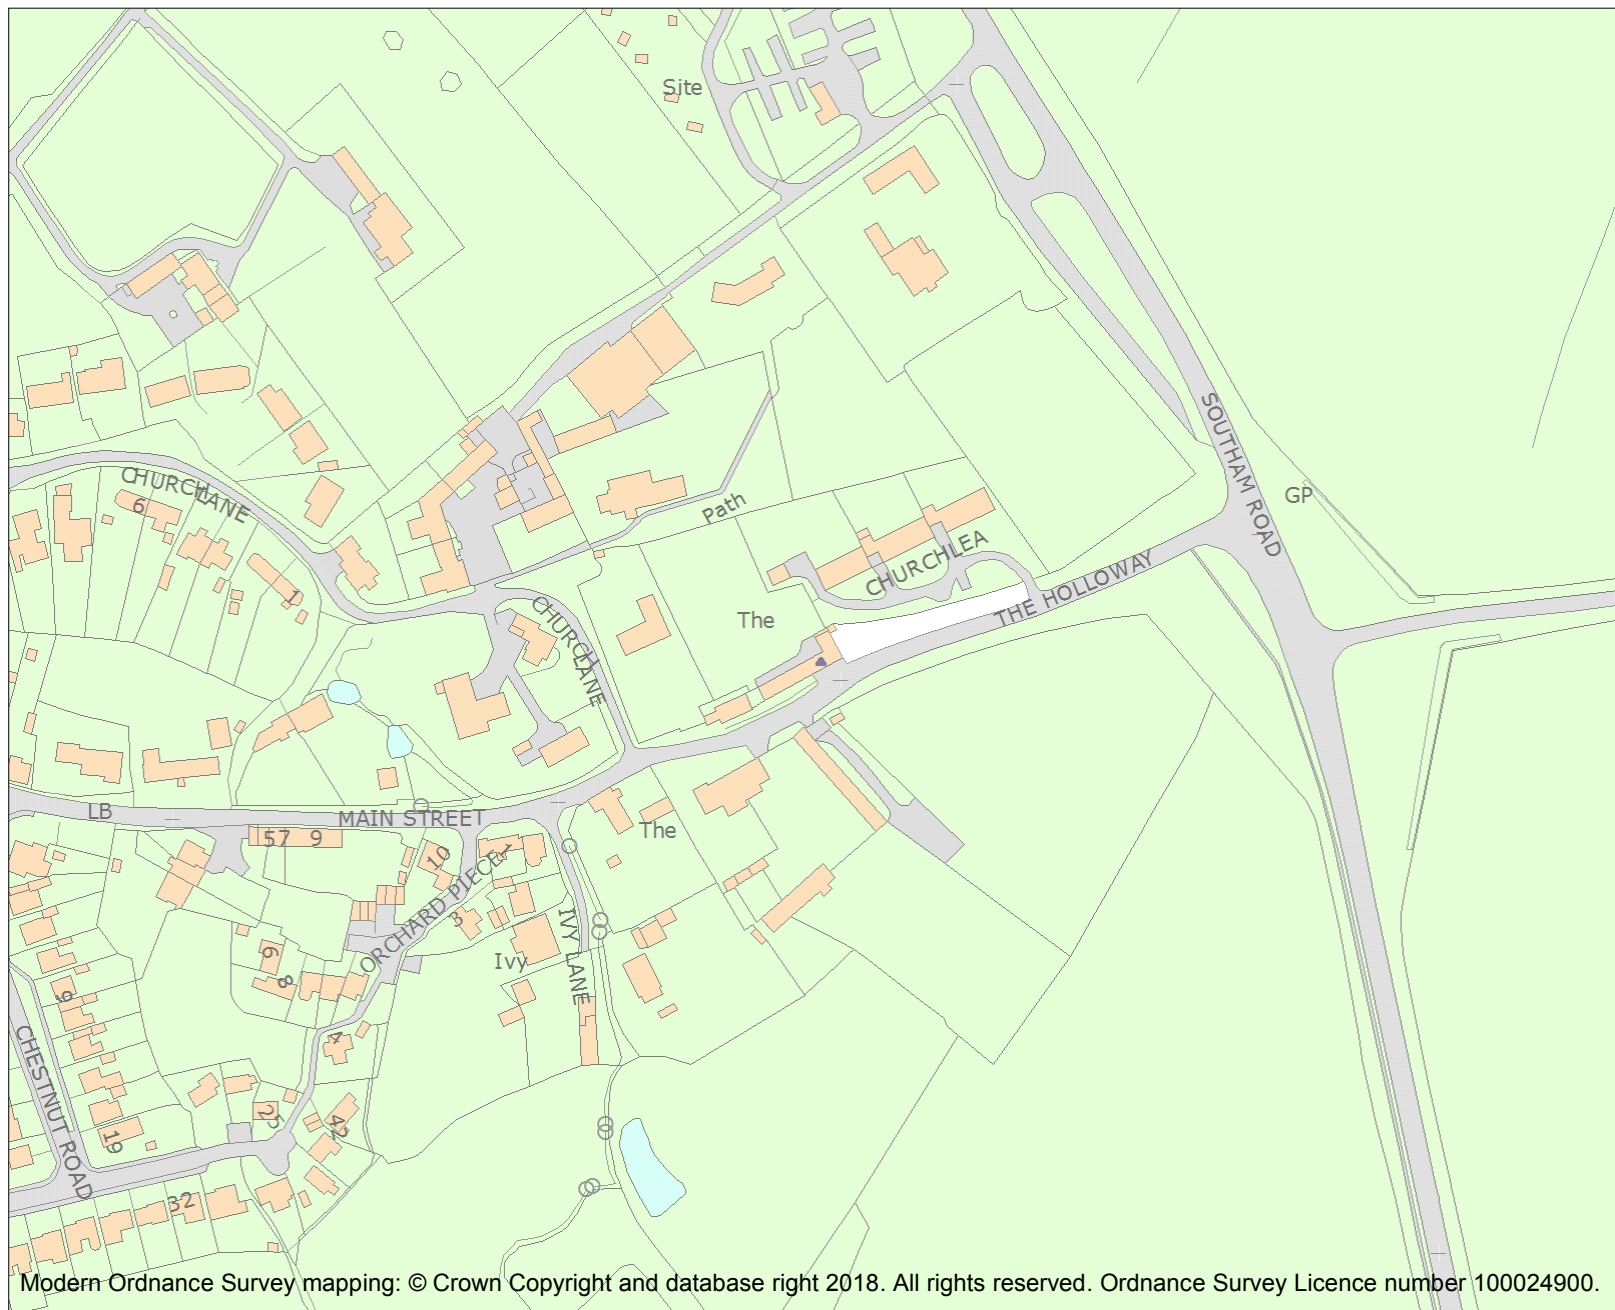 Site
SOUTHAM ROAD
GP
CHURCH LANE
6
Path
CHURCHLEA
THE HOLLOWAY
1
CHURCH LANE
The
LB
MAIN STREET
57 9
The
10
1
ORCHARD PIECE
3
IVY LANE
Ivy
6
8
9
4
CHESTNUT ROAD
25
42
19
32
Modern Ordnance Survey mapping: © Crown Copyright and database right 2018. All rights reserved. Ordnance Survey Licence number 100024900.